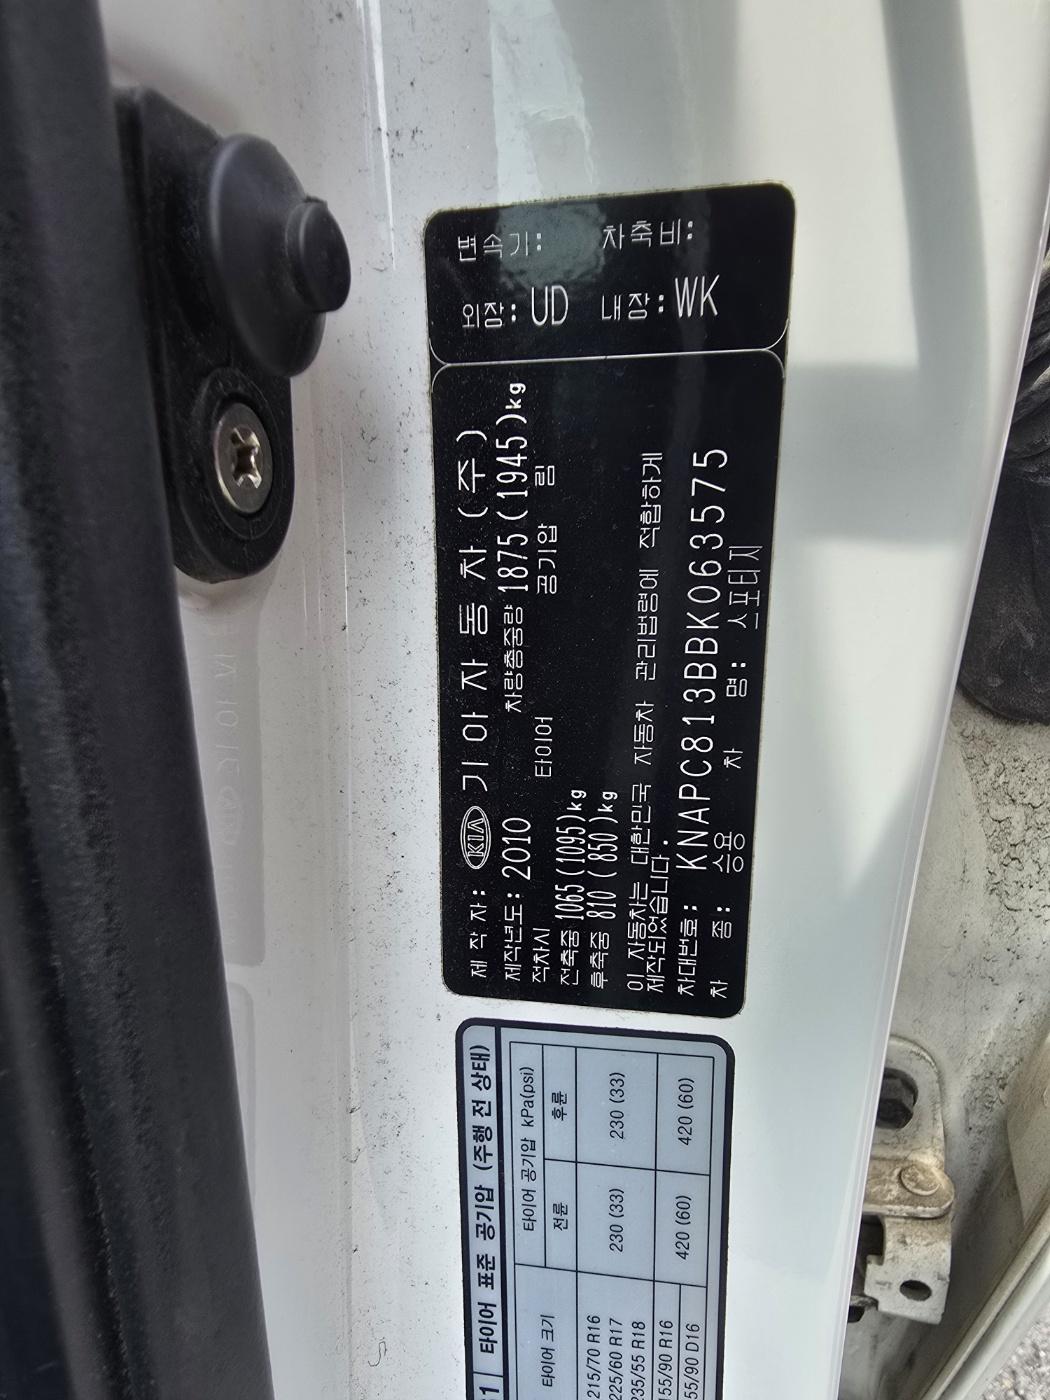 변속기: 차축비:
외장: UD 내장: WK
제 작 자: KIA 기 아 자 동 차 (주)
제작년도: 2010 차량총중량 1875(1945)kg
적차시 타이어 공기압 림
전축중 1065(1095)kg
후축중 810 ( 850)kg
이 자동차는 대한민국 자동차 관리법령에 적합하게
제작되었습니다.
차대번호: KNAPC813BBK063575
차 종: 승용 차 명: 스포티지
타이어 표준 공기압 (주행 전 상태)
타이어 크기 타이어 공기압 kPa(psi)
전륜 후륜
215/70 R16 230 (33) 230 (33)
225/60 R17
235/55 R18
155/90 R16 420 (60) 420 (60)
155/90 D16